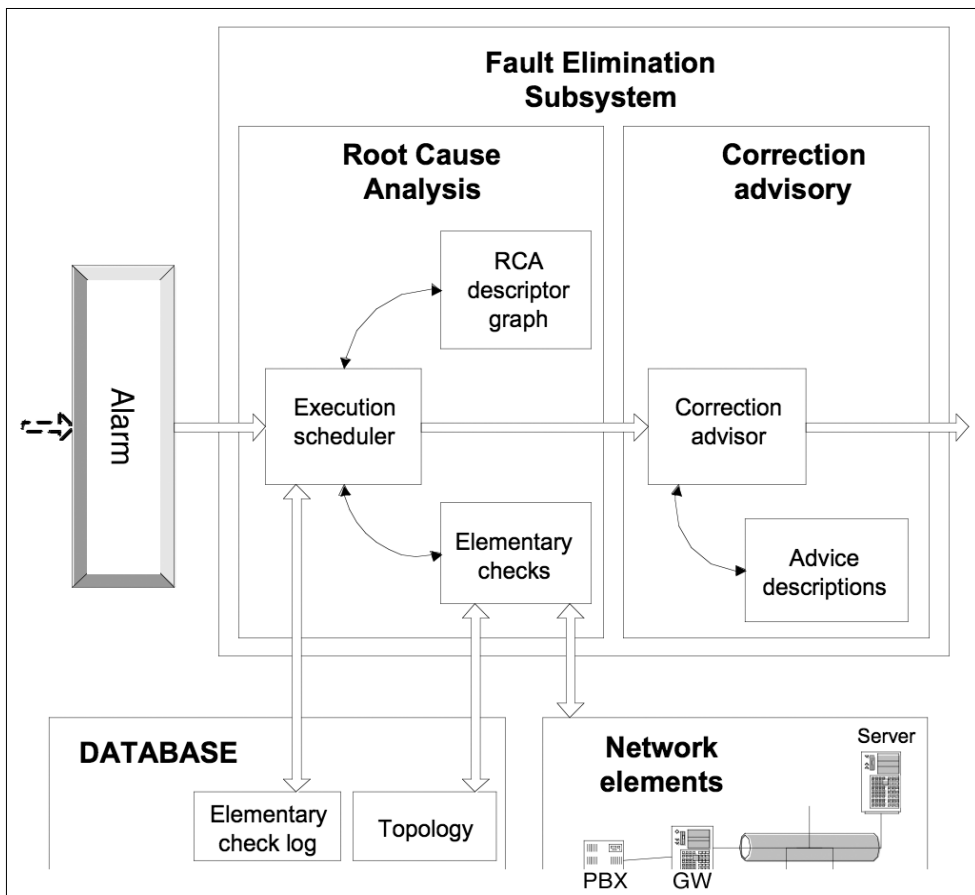 Fault Elimination
Subsystem
Root Cause
Analysis
Correction
advisory
RCA
descriptor
graph
Alarm
Execution
scheduler
Correction
advisor
Elementary
checks
Advice
descriptions
DATABASE
Elementary
check log
Topology
Network
elements
Server
PBX
GW